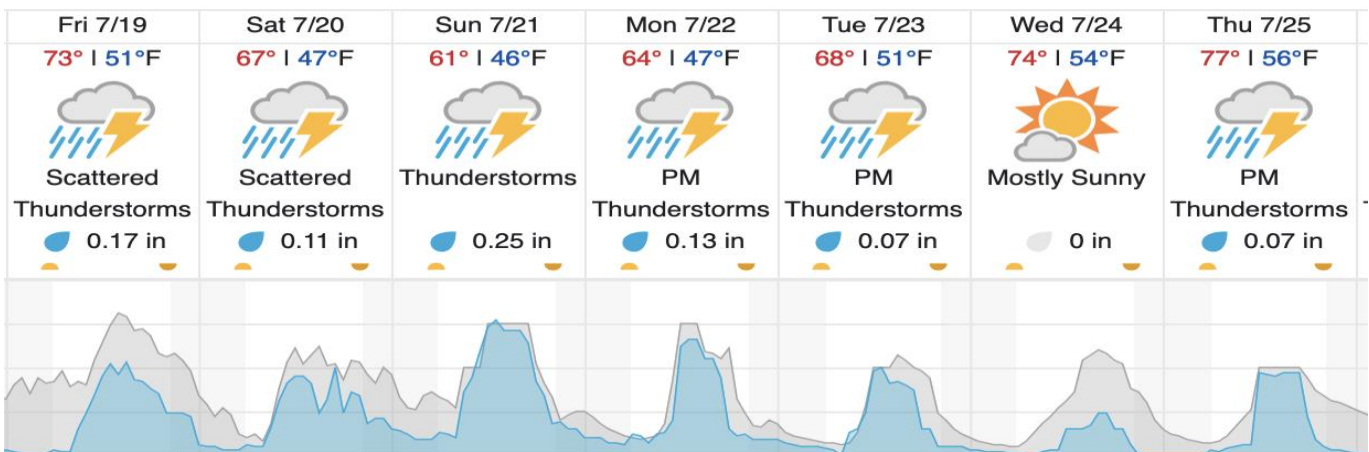 Fri 7/19 Sat 7/20 Sun 7/21 Mon 7/22 Tue 7/23 Wed 7/24 Thu 7/25
73° | 51°F 67° | 47°F 61° | 46°F 64° | 47°F 68° | 51°F 74° | 54°F 77° | 56°F
Scattered Scattered Thunderstorms PM PM Mostly Sunny PM
Thunderstorms Thunderstorms Thunderstorms Thunderstorms Thunderstorms
0.17 in 0.11 in 0.25 in 0.13 in 0.07 in 0 in 0.07 in